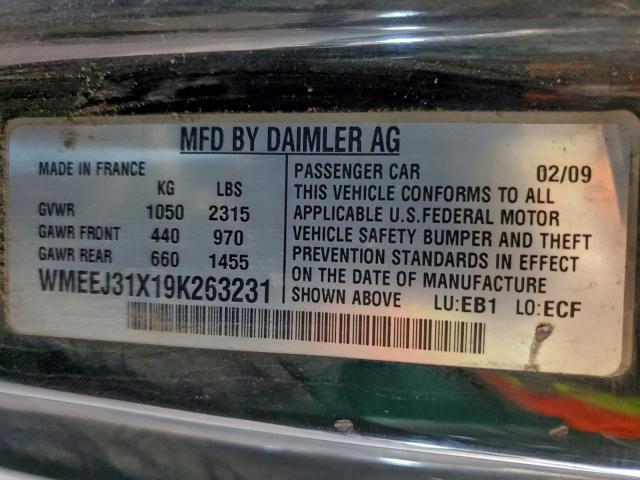 MFD BY DAIMLER AG
MADE IN FRANCE
KG LBS
GVWR 1050 2315
GAWR FRONT 440 970
GAWR REAR 660 1455
WMEEJ31X19K263231
PASSENGER CAR 02/09
THIS VEHICLE CONFORMS TO ALL
APPLICABLE U.S.FEDERAL MOTOR
VEHICLE SAFETY BUMPER AND THEFT
PREVENTION STANDARDS IN EFFECT
ON THE DATE OF MANUFACTURE
SHOWN ABOVE LU:EB1 LO:ECF